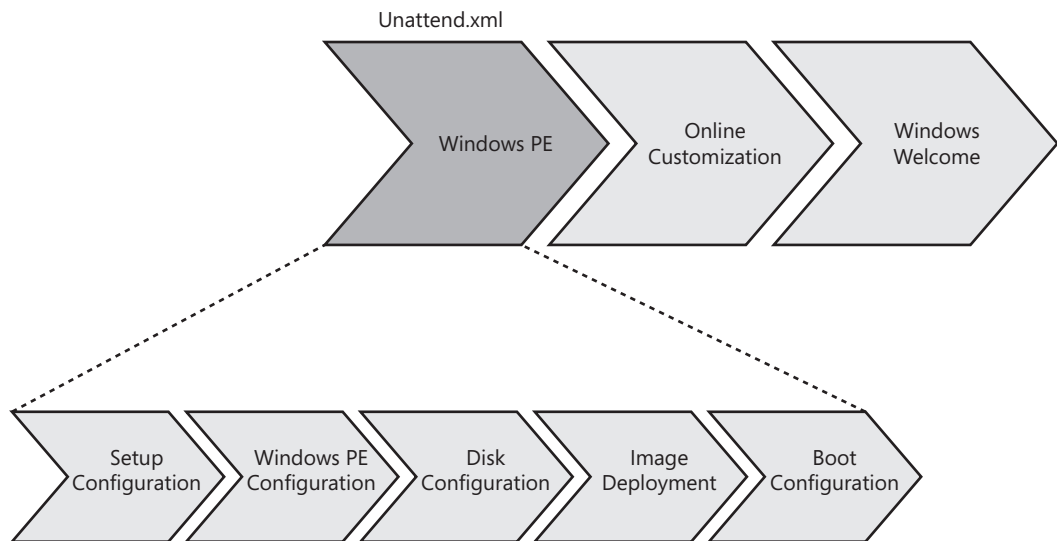 Unattend.xml
Windows PE
Online
Customization
Windows
Welcome
Setup
Configuration
Windows PE
Configuration
Disk
Configuration
Image
Deployment
Boot
Configuration